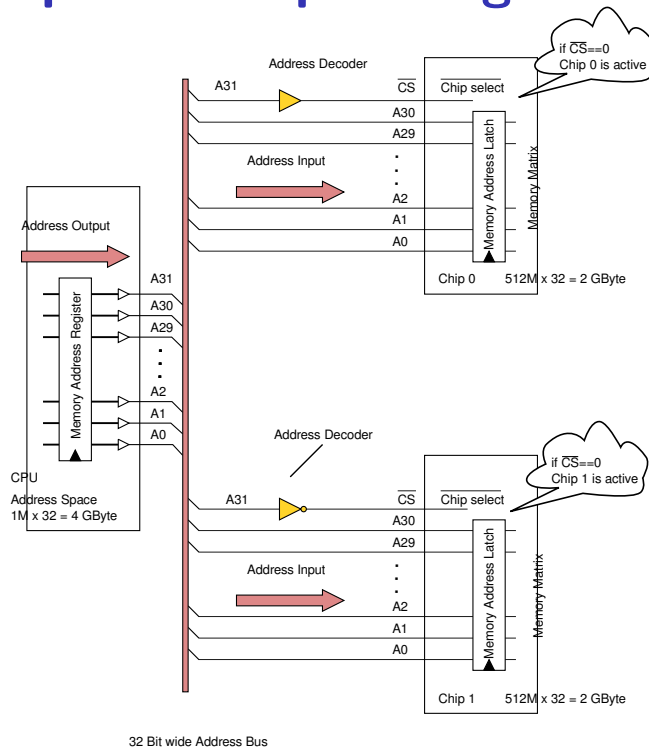 Address Decoder
if CS==0
Chip 0 is active
A31
CS
Chip select
A30
A29
Address Input
.
.
.
A2
A1
A0
Memory Address Latch
Memory Matrix
Chip 0 512M x 32 = 2 GByte
Address Output
A31
A30
A29
.
.
.
A2
A1
A0
Memory Address Register
CPU
Address Space
1M x 32 = 4 GByte
Address Decoder
if CS==0
Chip 1 is active
A31
CS
Chip select
A30
A29
Address Input
.
.
.
A2
A1
A0
Memory Address Latch
Memory Matrix
Chip 1 512M x 32 = 2 GByte
32 Bit wide Address Bus